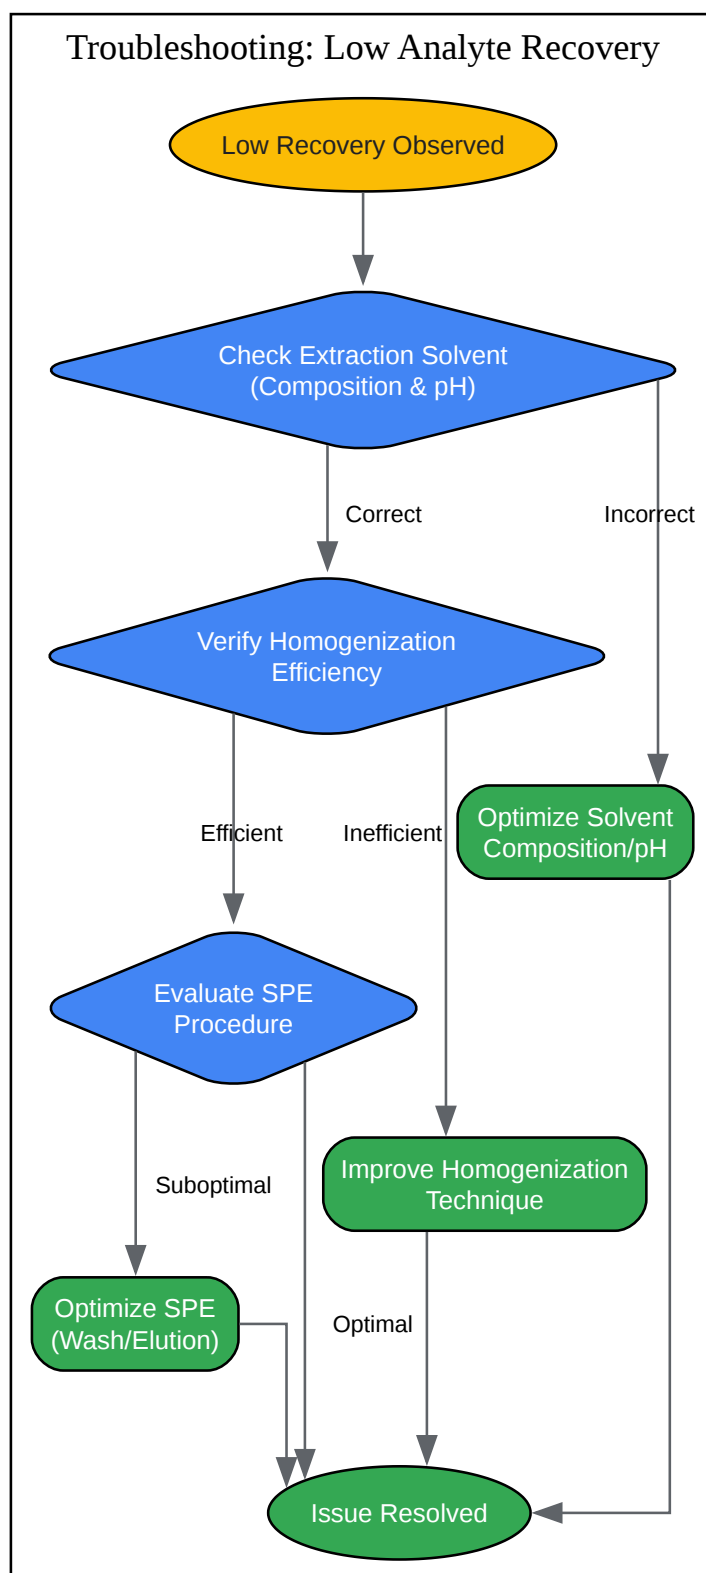 Troubleshooting: Low Analyte Recovery
Low Recovery Observed
Check Extraction Solvent
(Composition & pH)
Correct
Incorrect
Verify Homogenization
Efficiency
Efficient
Inefficient
Optimize Solvent
Composition/pH
Evaluate SPE
Procedure
Suboptimal
Improve Homogenization
Technique
Optimize SPE
(Wash/Elution)
Optimal
Issue Resolved